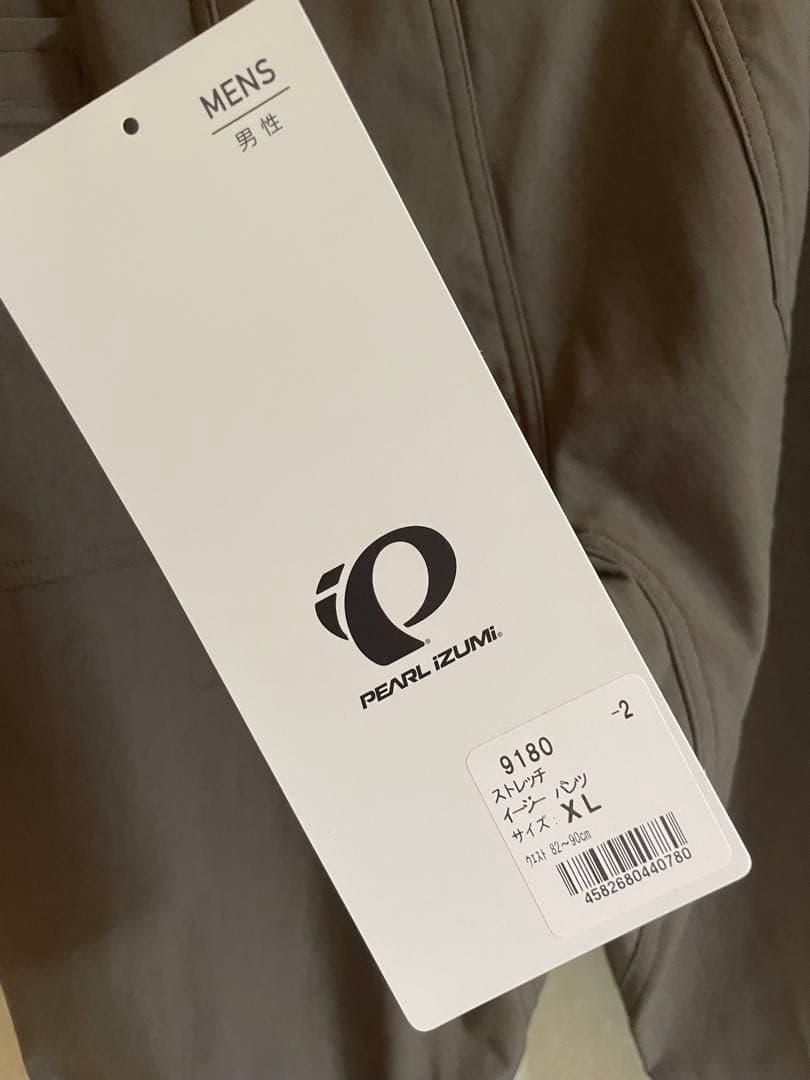 MENS
男性
PEARL iZUMi
9180 -2
ストレッチ
イージー パンツ
サイズ: XL
ウエスト 82~90cm
4582680440780